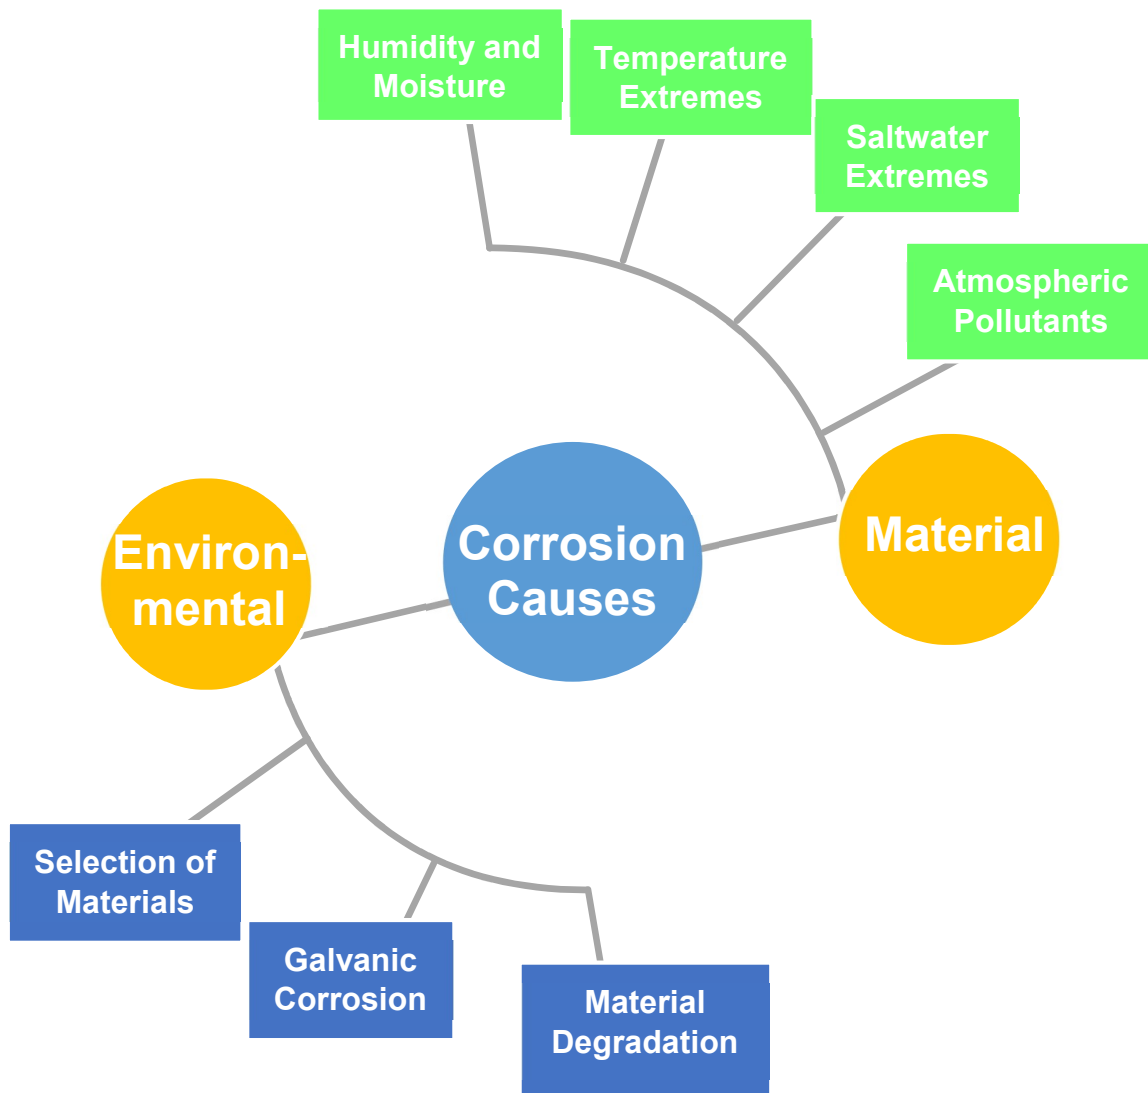 Humidity and
Moisture
Temperature
Extremes
Saltwater
Extremes
Atmospheric
Pollutants
Material
Corrosion
Causes
Environ-
mental
Selection of
Materials
Galvanic
Corrosion
Material
Degradation